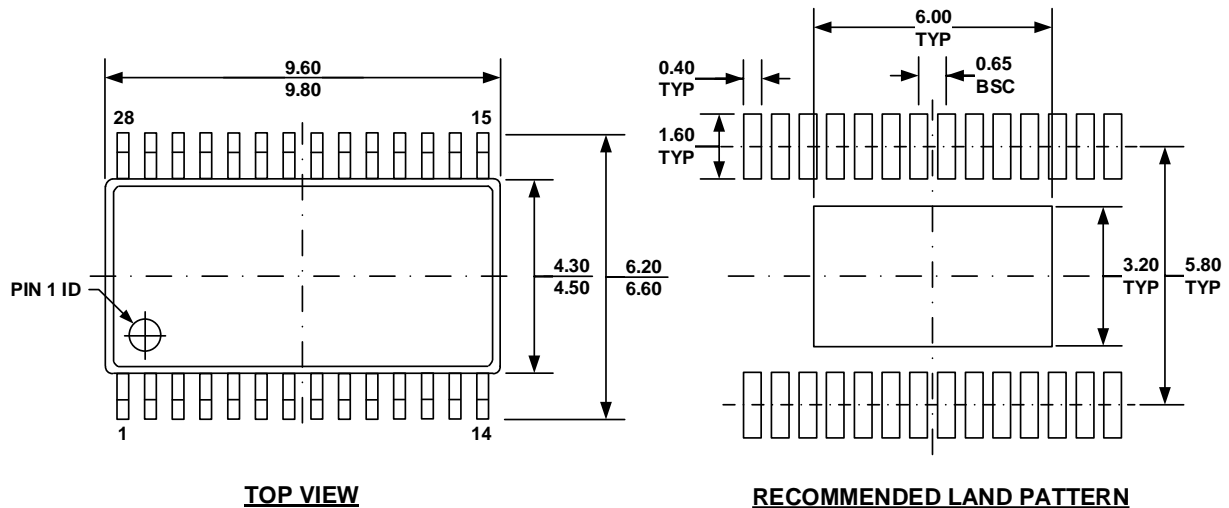 9.60
9.80
28
15
PIN 1 ID
4.30
4.50
6.20
6.60
1
14
TOP VIEW
6.00
TYP
0.40
TYP
0.65
BSC
1.60
TYP
3.20
TYP
5.80
TYP
RECOMMENDED LAND PATTERN